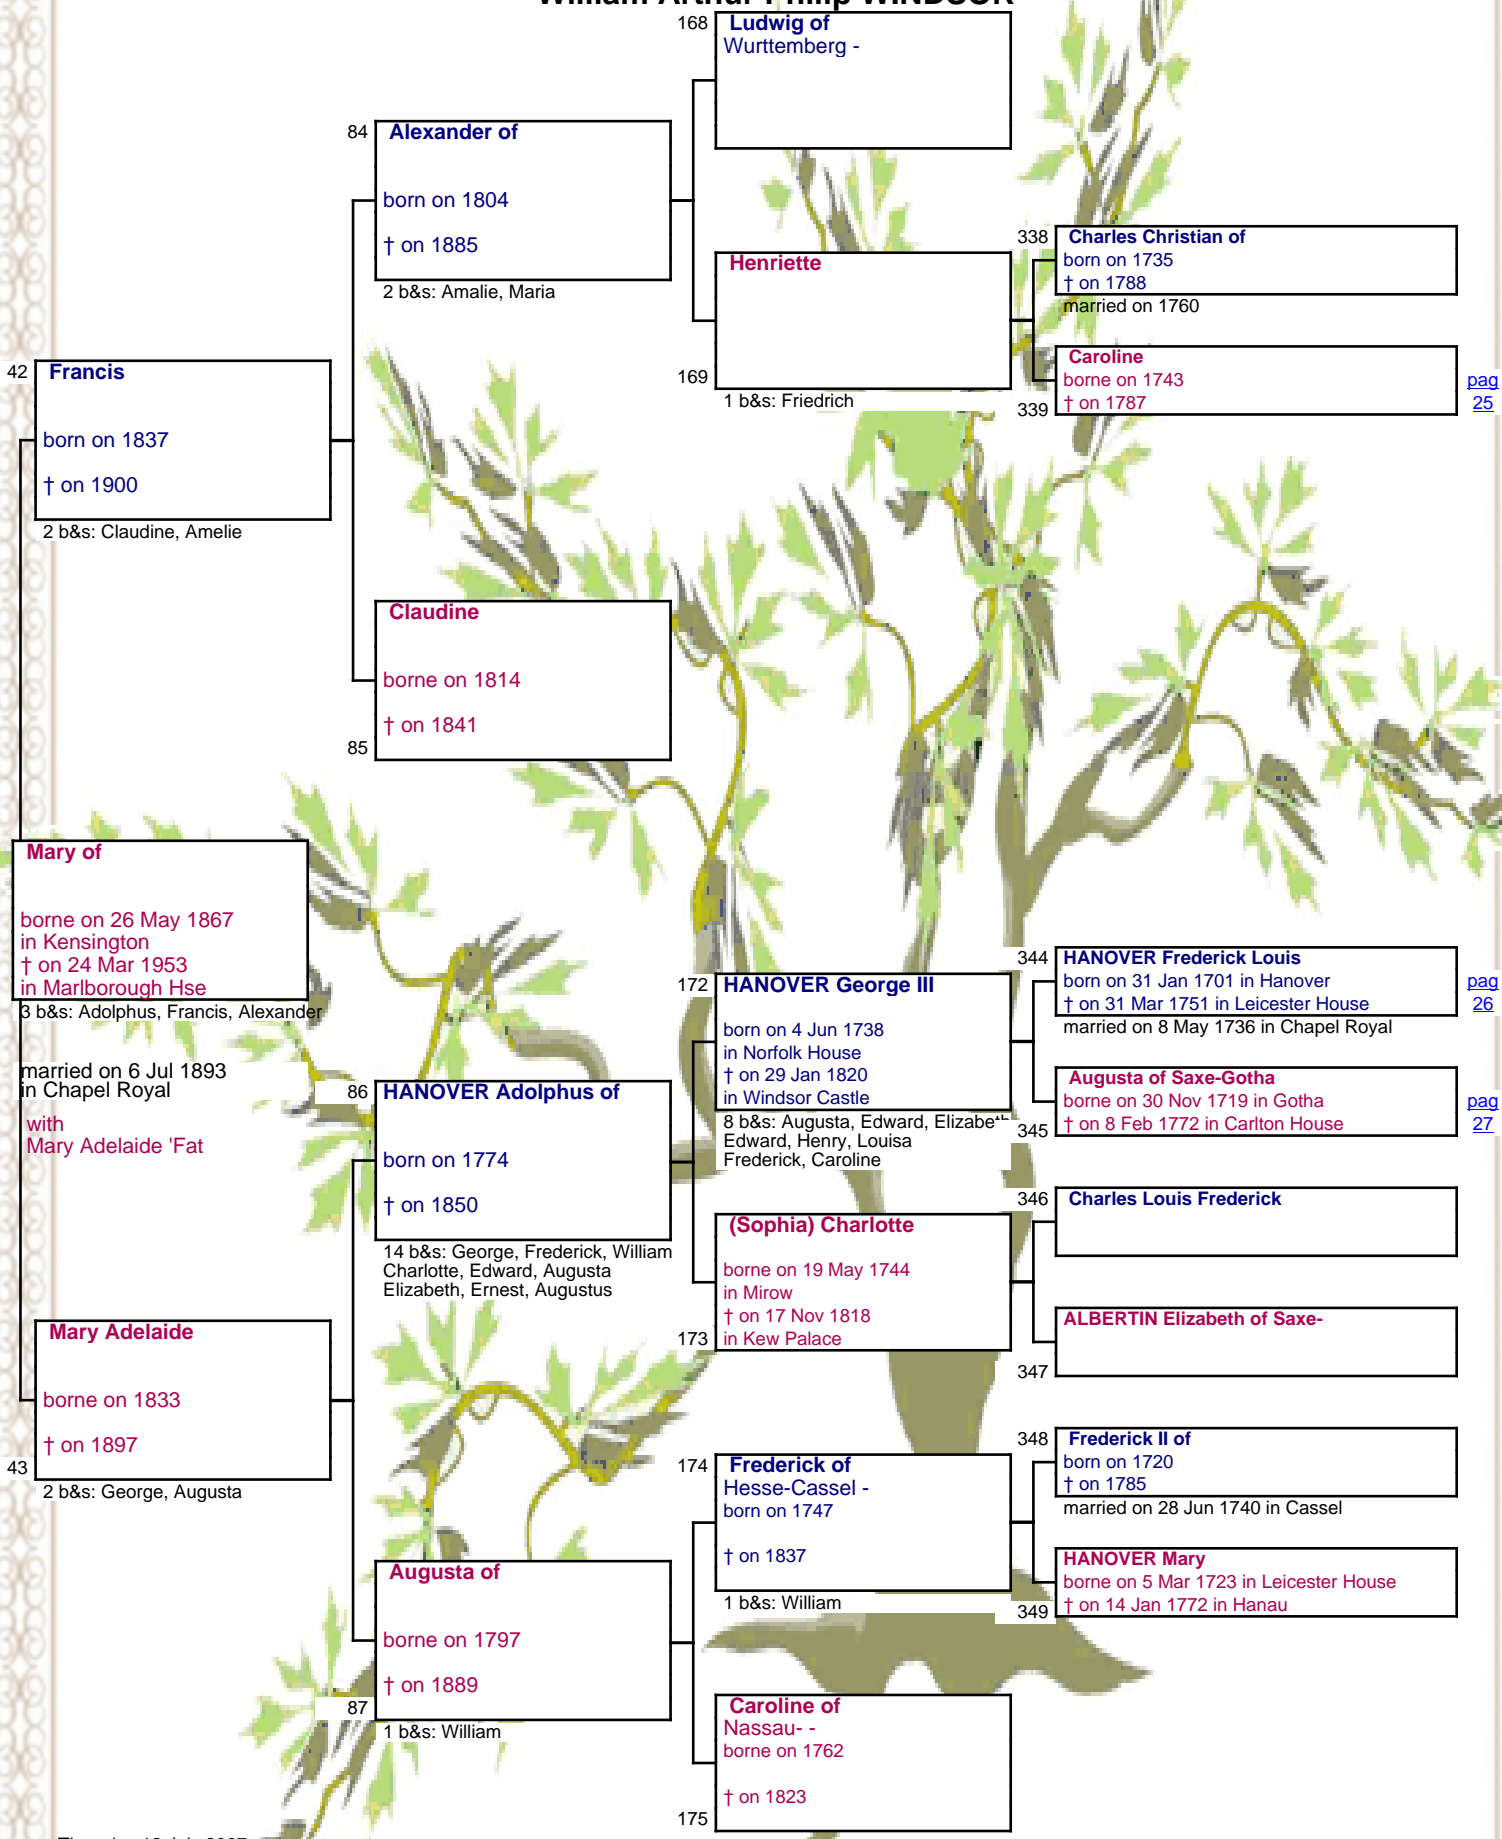 William Arthur Philip WINDSOR
168
Ludwig of
Wurttemberg -
84
Alexander of
born on 1804
† on 1885
2 b&s: Amalie, Maria
338
Charles Christian of
born on 1735
† on 1788
married on 1760
Henriette
169
1 b&s: Friedrich
Caroline
borne on 1743
† on 1787
339
pag
25
42
Francis
born on 1837
† on 1900
2 b&s: Claudine, Amelie
Claudine
borne on 1814
† on 1841
85
Mary of
borne on 26 May 1867
in Kensington
† on 24 Mar 1953
in Marlborough Hse
3 b&s: Adolphus, Francis, Alexander
married on 6 Jul 1893
in Chapel Royal
with
Mary Adelaide 'Fat
344
HANOVER Frederick Louis
born on 31 Jan 1701 in Hanover
† on 31 Mar 1751 in Leicester House
married on 8 May 1736 in Chapel Royal
pag
26
172
HANOVER George III
born on 4 Jun 1738
in Norfolk House
† on 29 Jan 1820
in Windsor Castle
8 b&s: Augusta, Edward, Elizabeth
Edward, Henry, Louisa
Frederick, Caroline
Augusta of Saxe-Gotha
borne on 30 Nov 1719 in Gotha
† on 8 Feb 1772 in Carlton House
345
pag
27
86
HANOVER Adolphus of
born on 1774
† on 1850
14 b&s: George, Frederick, William
Charlotte, Edward, Augusta
Elizabeth, Ernest, Augustus
346
Charles Louis Frederick
(Sophia) Charlotte
borne on 19 May 1744
in Mirow
† on 17 Nov 1818
in Kew Palace
173
ALBERTIN Elizabeth of Saxe-
347
Mary Adelaide
borne on 1833
† on 1897
43
2 b&s: George, Augusta
348
Frederick II of
born on 1720
† on 1785
married on 28 Jun 1740 in Cassel
174
Frederick of
Hesse-Cassel -
born on 1747
† on 1837
1 b&s: William
HANOVER Mary
borne on 5 Mar 1723 in Leicester House
† on 14 Jan 1772 in Hanau
349
Augusta of
borne on 1797
† on 1889
87
1 b&s: William
Caroline of
Nassau- -
borne on 1762
† on 1823
175